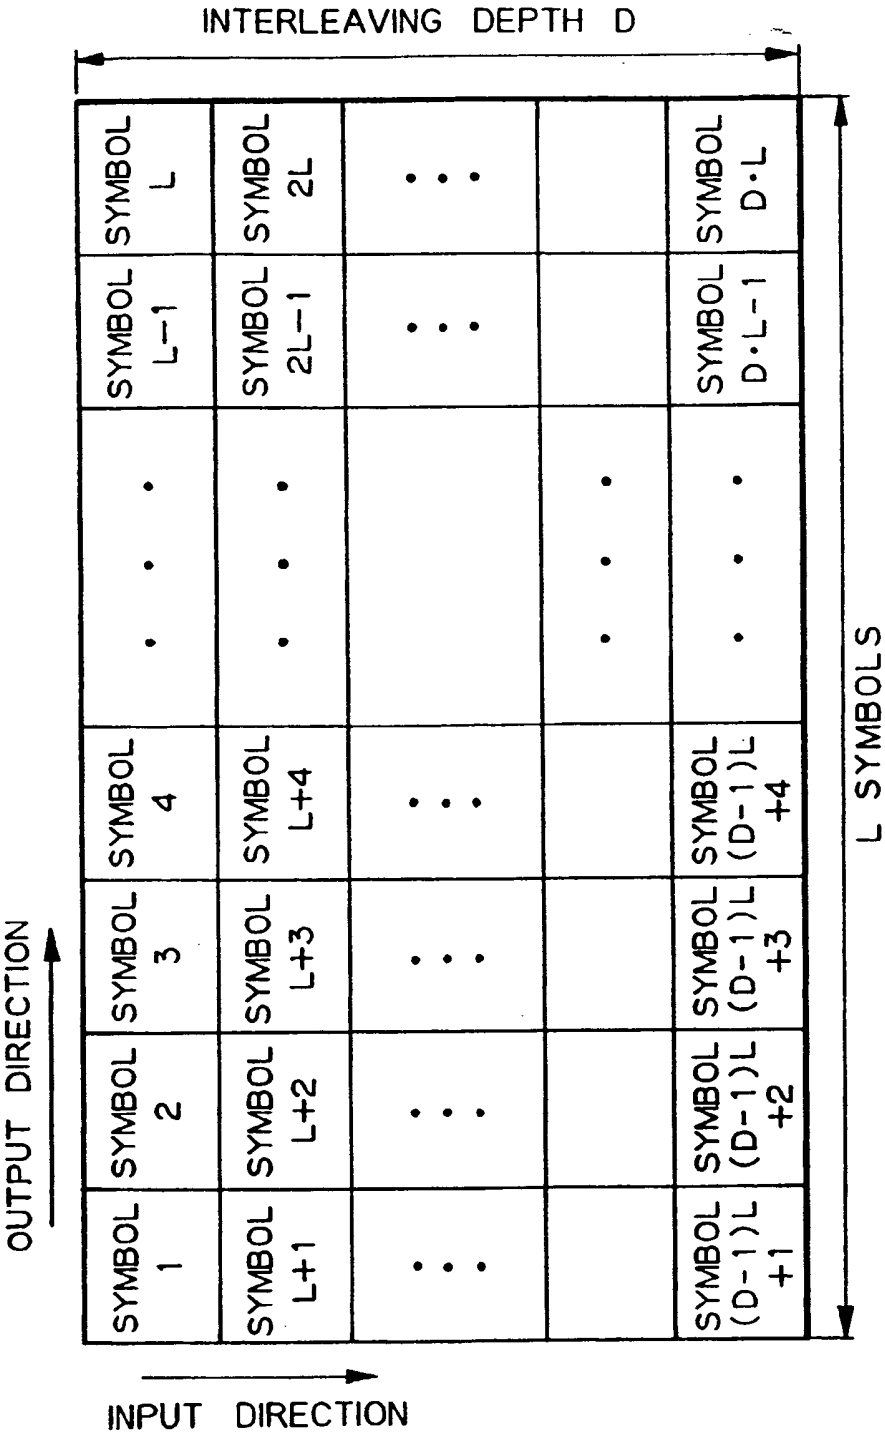 INTERLEAVING DEPTH D
OUTPUT DIRECTION
SYMBOL
1
SYMBOL
2
SYMBOL
3
SYMBOL
4
SYMBOL
L-1
SYMBOL
L
SYMBOL
L+1
SYMBOL
L+2
SYMBOL
L+3
SYMBOL
L+4
SYMBOL
2L-1
SYMBOL
2L
SYMBOL
(D-1)L
+1
SYMBOL
(D-1)L
+2
SYMBOL
(D-1)L
+3
SYMBOL
(D-1)L
+4
SYMBOL
D·L-1
SYMBOL
D·L
L SYMBOLS
INPUT DIRECTION